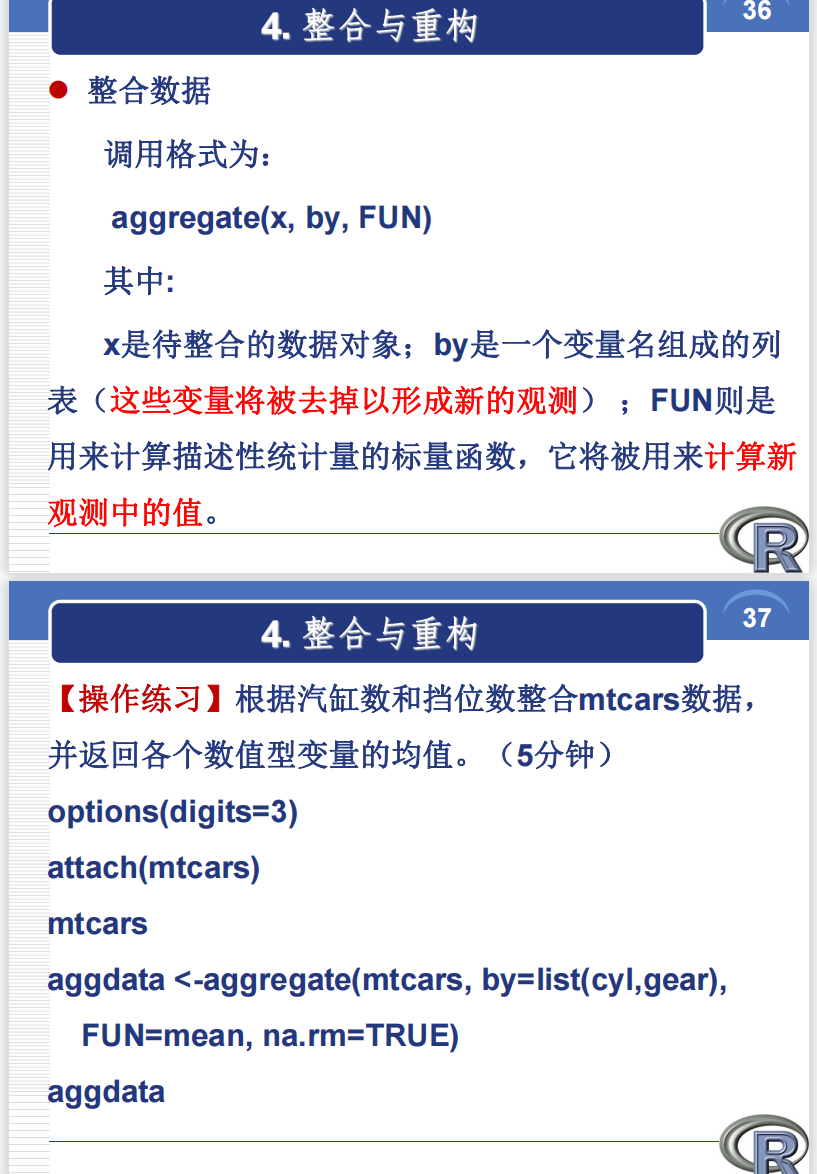 4. 整合与重构
36
整合数据
调用格式为：
aggregate(x, by, FUN)
其中:
x是待整合的数据对象；by是一个变量名组成的列
表（这些变量将被去掉以形成新的观测）；FUN则是
用来计算描述性统计量的标量函数，它将被用来计算新
观测中的值。
R
4. 整合与重构
37
【操作练习】根据汽缸数和挡位数整合mtcars数据，
并返回各个数值型变量的均值。（5分钟）
options(digits=3)
attach(mtcars)
mtcars
aggdata <-aggregate(mtcars, by=list(cyl,gear),
FUN=mean, na.rm=TRUE)
aggdata
R